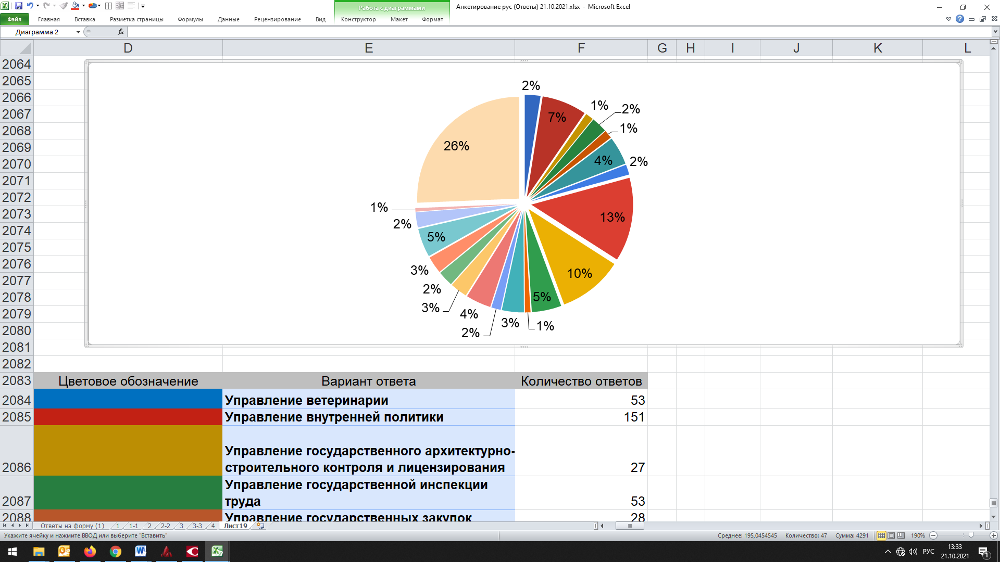 Работа с диаграммами
Анкетирование рус (Ответы) 21.10.2021.xlsx - Microsoft Excel
Файл Главная Вставка Разметка страницы Формулы Данные Рецензирование Вид Конструктор Макет Формат
Диаграмма 2 fx
D E F G H I J K L
2064
2065
2066
2067
2068
2069
2070
2071
2072
2073
2074
2075
2076
2077
2078
2079
2080
2081
2082
2%
7%
1%
2%
1%
4%
2%
13%
10%
5%
1%
3%
2%
4%
3%
2%
3%
5%
2%
1%
26%
2083 Цветовое обозначение Вариант ответа Количество ответов
2084 Управление ветеринарии 53
2085 Управление внутренней политики 151
Управление государственного архитектурно-
2086 строительного контроля и лицензирования 27
Управление государственной инспекции
2087 труда 53
2088 Управление государственных закупок 28
Ответы на форму (1) 1 1-1 2 2-2 3 3-3 4 Лист19
Укажите ячейку и нажмите ВВОД или выберите "Вставить" Среднее: 195,0454545 Количество: 47 Сумма: 4291 190%
РУС 13:33
21.10.2021 1